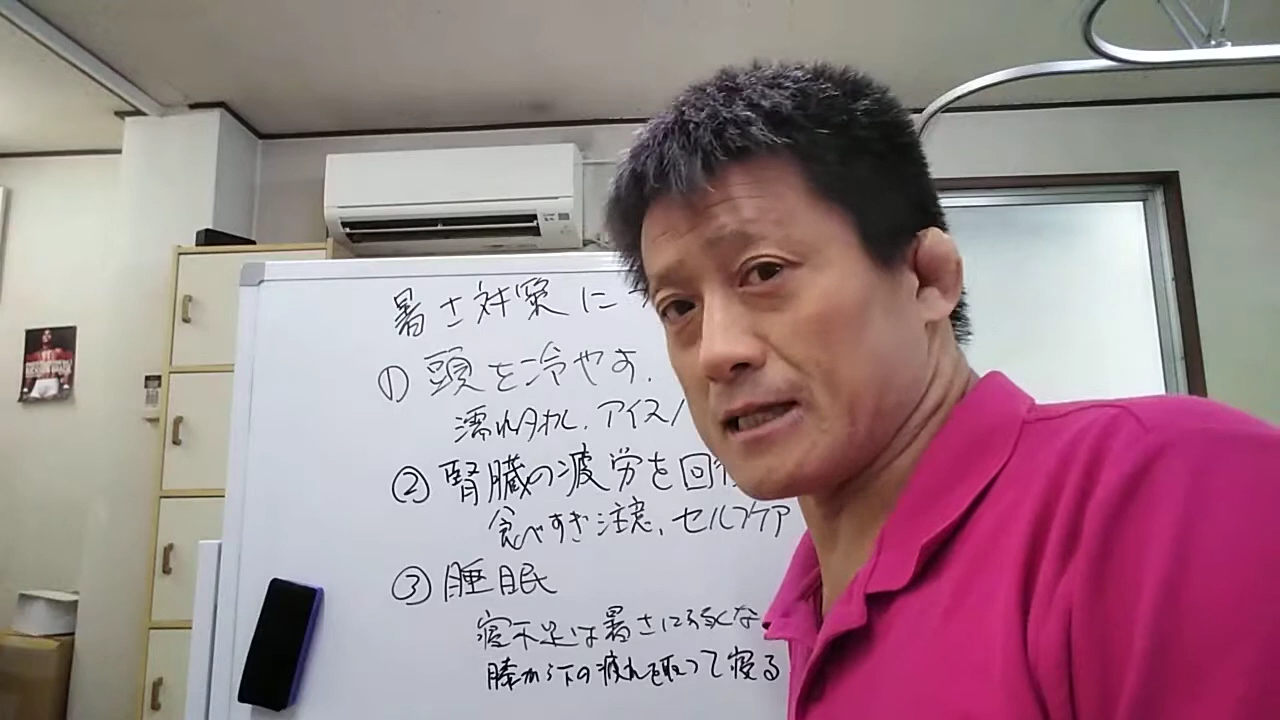 暑さ対策に
①頭を冷やす.
濡れタオル、アイスノ
②腎臓の疲労を回
食べすぎ注意、セルフケア
③睡眠
寝不足は暑さに弱くな
膝から下の疲れを取って寝る